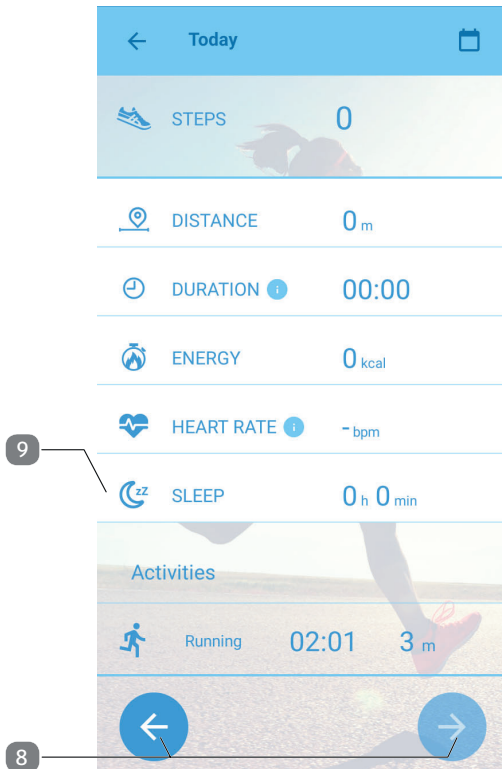 Today
STEPS 0
DISTANCE 0 m
DURATION i 00:00
ENERGY 0 kcal
HEART RATE i - bpm
9
zZ SLEEP 0 h 0 min
Activities
Running 02:01 3 m
8